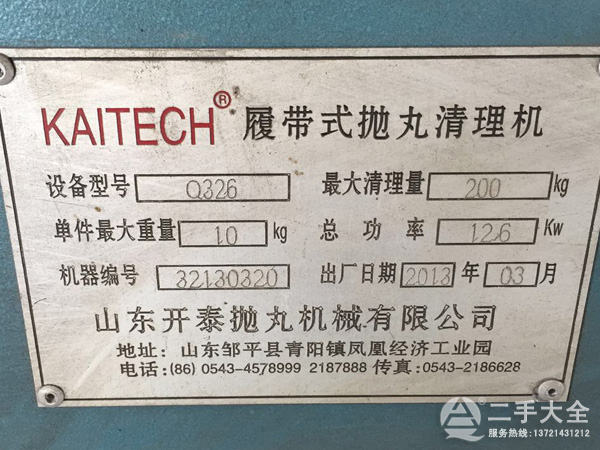 KAITECH® 履带式抛丸清理机
设备型号 Q326 最大清理量 200 kg
单件最大重量 10 kg 总功率 12.6 Kw
机器编号 32130320 出厂日期 2013 年 03 月
山东开泰抛丸机械有限公司
地址: 山东邹平县青阳镇凤凰经济工业园
电话:(86) 0543-4578999 2187888 传真:0543-2186628
二手大全
服务热线:13721431212